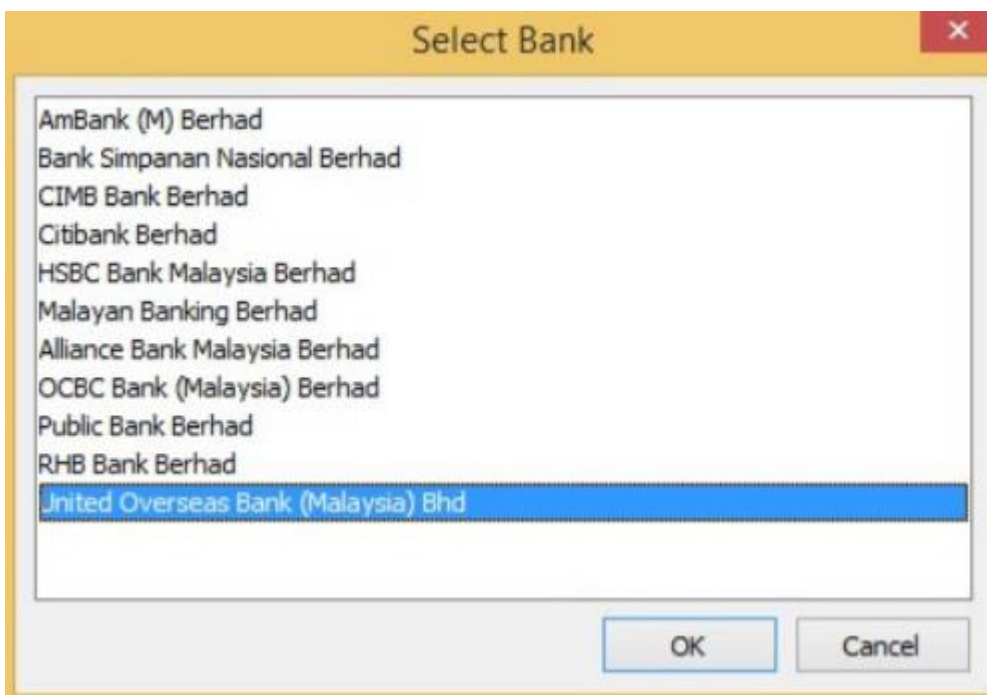 Select Bank
AmBank (M) Berhad
Bank Simpanan Nasional Berhad
CIMB Bank Berhad
Citibank Berhad
HSBC Bank Malaysia Berhad
Malayan Banking Berhad
Alliance Bank Malaysia Berhad
OCBC Bank (Malaysia) Berhad
Public Bank Berhad
RHB Bank Berhad
United Overseas Bank (Malaysia) Bhd
OK
Cancel